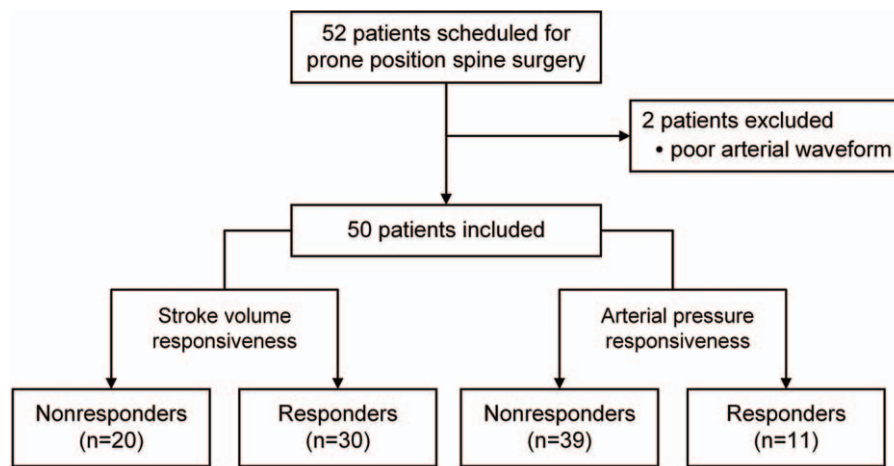 52 patients scheduled for
prone position spine surgery
2 patients excluded
• poor arterial waveform
50 patients included
Stroke volume
responsiveness
Arterial pressure
responsiveness
Nonresponders
(n=20)
Responders
(n=30)
Nonresponders
(n=39)
Responders
(n=11)